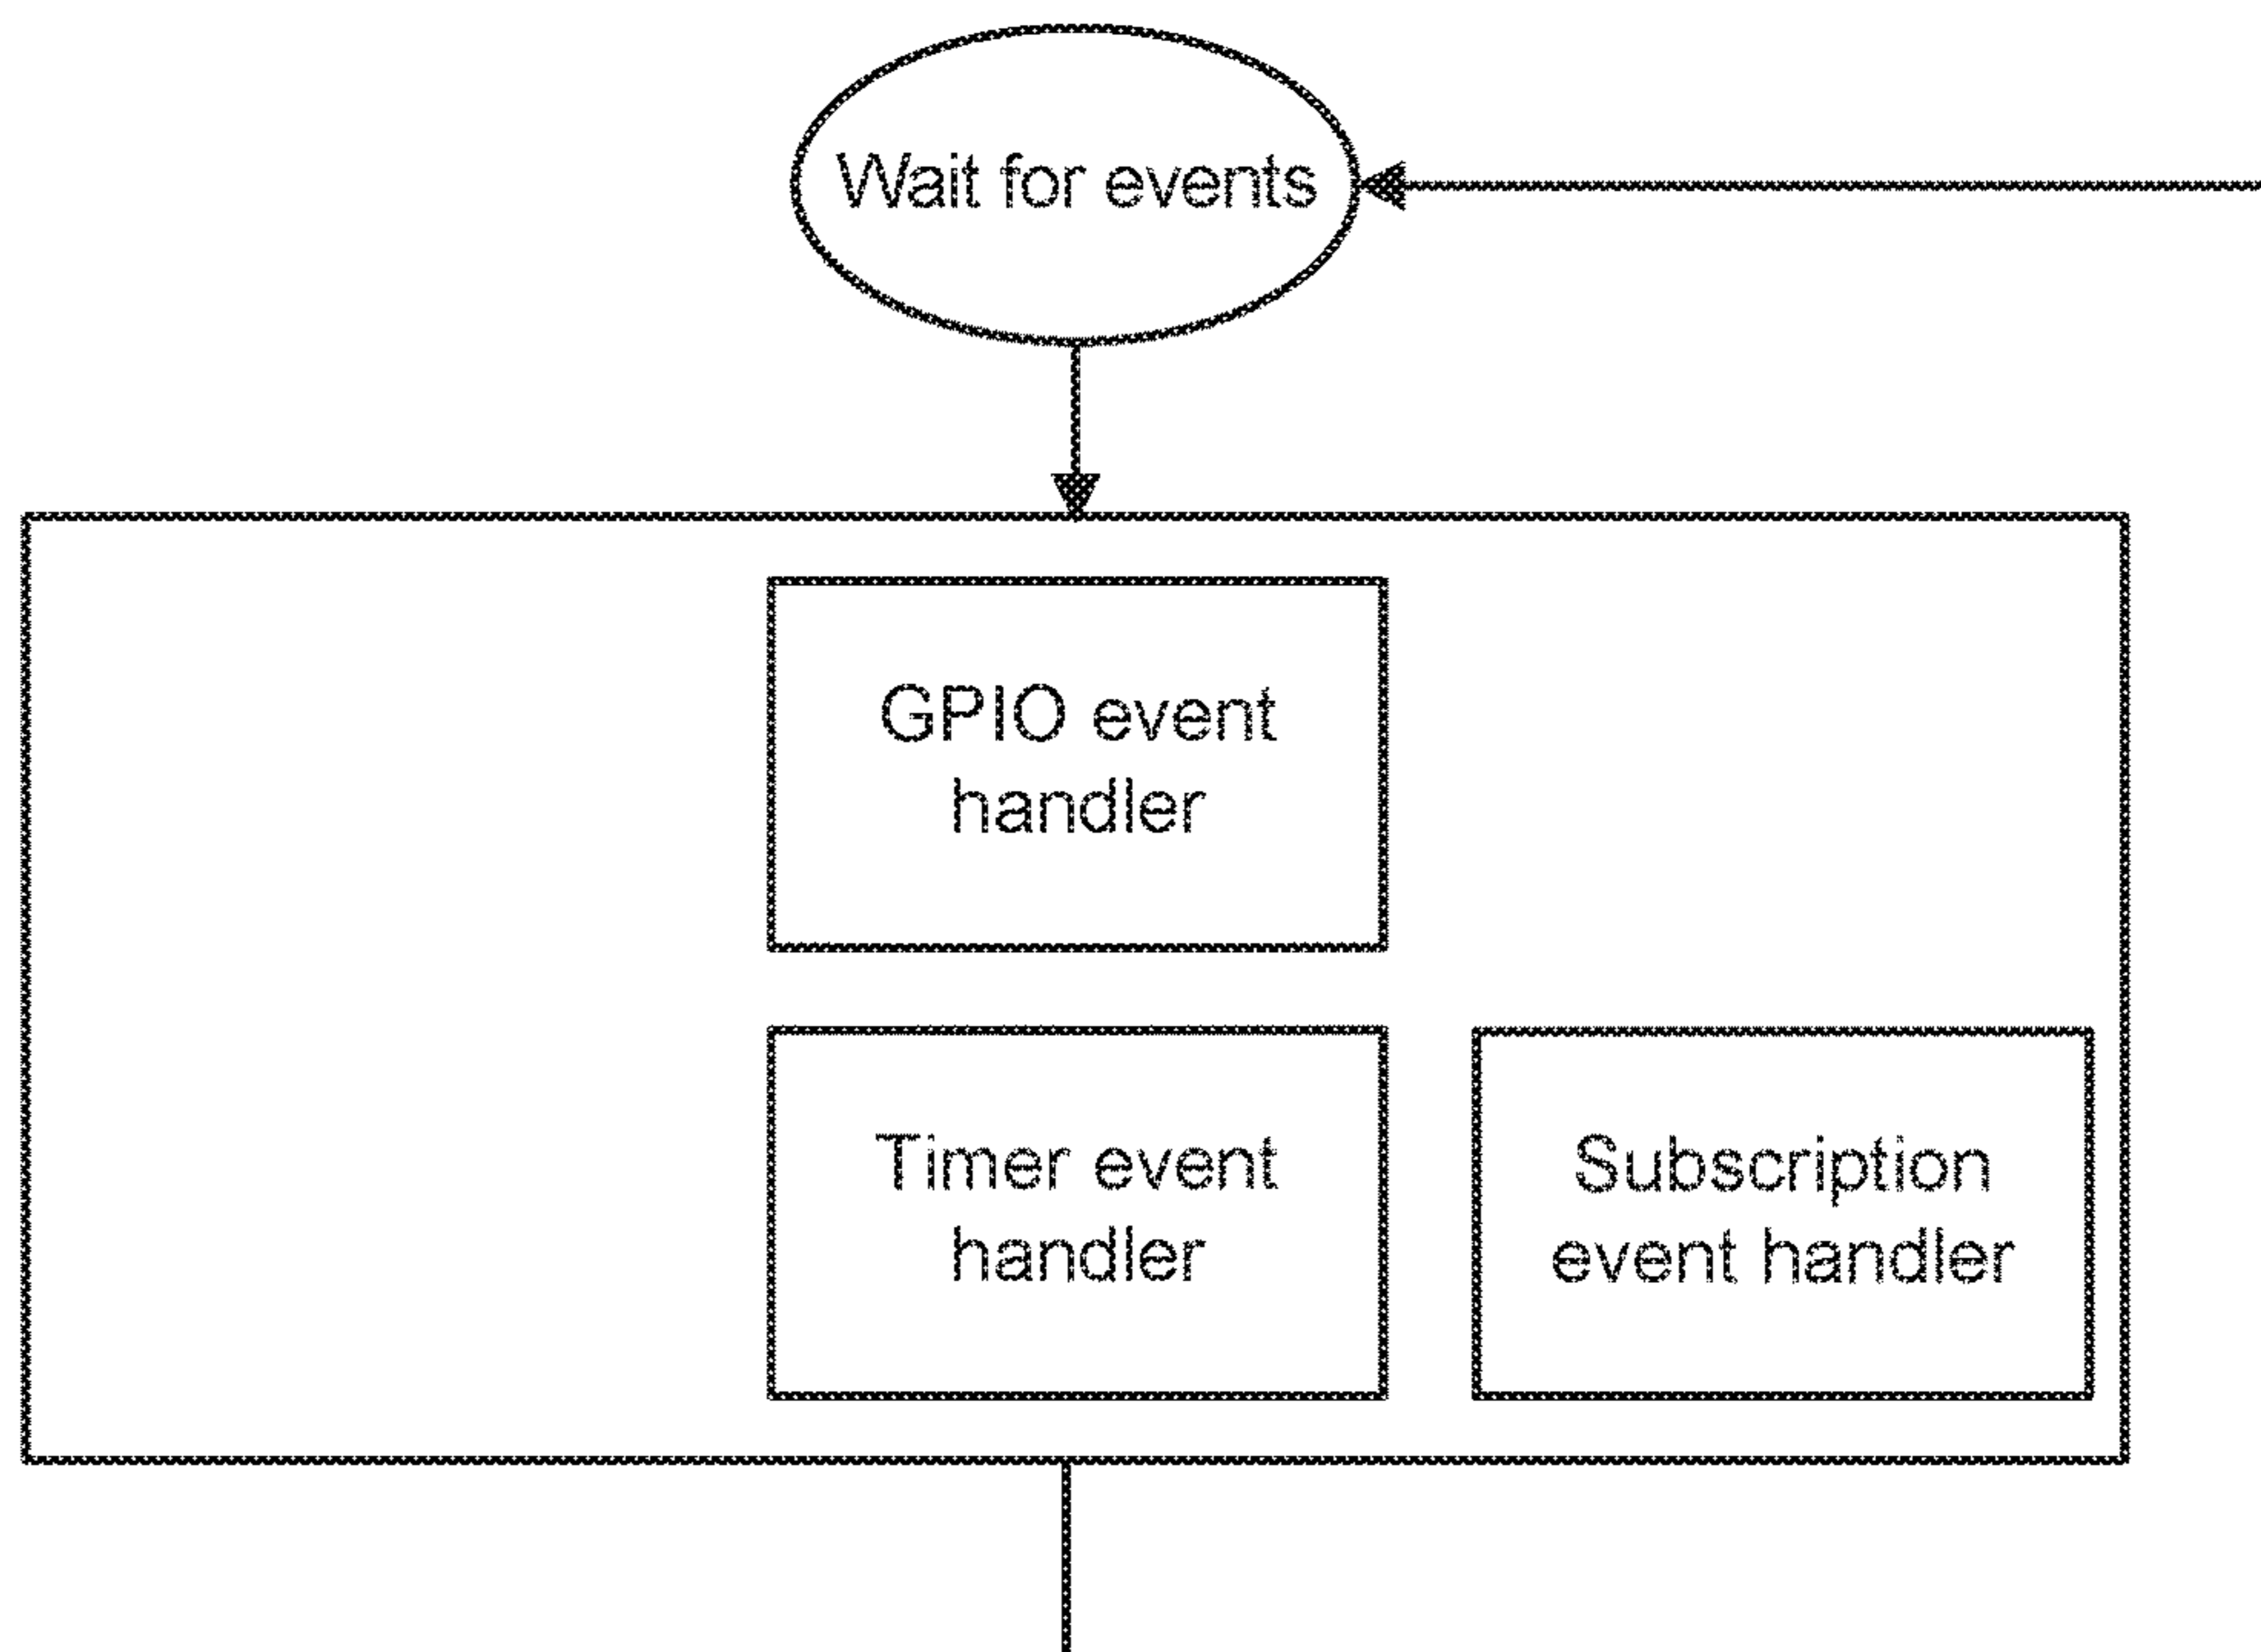 Wait for events
GPIO event
handler
Timer event
handler
Subscription
event handler